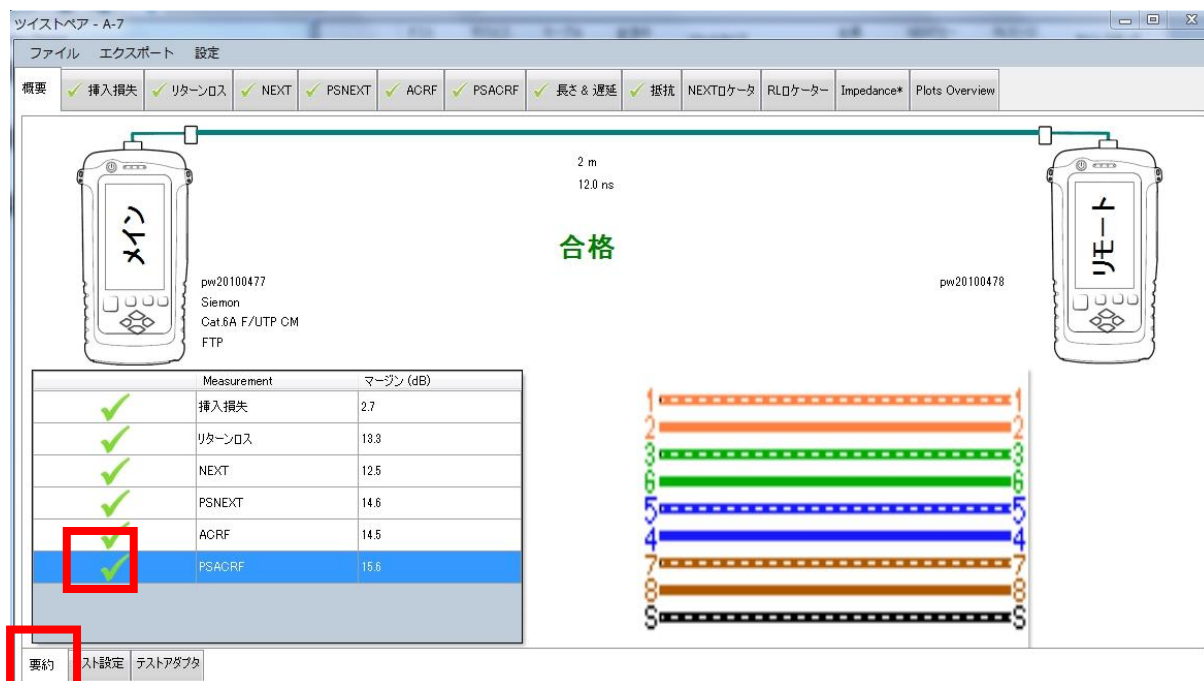 ツイストペア - A-7
ファイル エクスポート 設定
概要 挿入損失 リターンロス NEXT PSNEXT ACRF PSACRF 長さ & 遅延 抵抗 NEXTロケータ RLロケーター Impedance* Plots Overview
2 m
12.0 ns
メイン
リモート
合格
pw20100477
pw20100478
Siemon
Cat.6A F/UTP CM
FTP
Measurement マージン (dB)
挿入損失 2.7
リターンロス 13.3
NEXT 12.5
PSNEXT 14.6
ACRF 14.5
PSACRF 15.6
1 1
2 2
3 3
6 6
5 5
4 4
7 7
8 8
S S
要約 スト設定 テストアダプタ